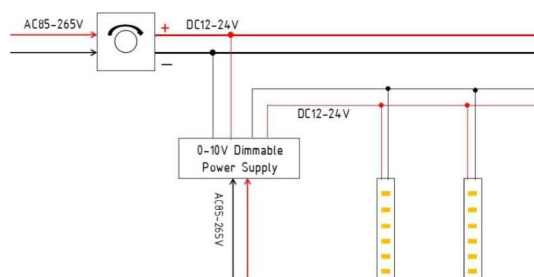 AC85-265V
+
DC12-24V
−
DC12-24V
0-10V Dimmable
Power Supply
AC85-265V